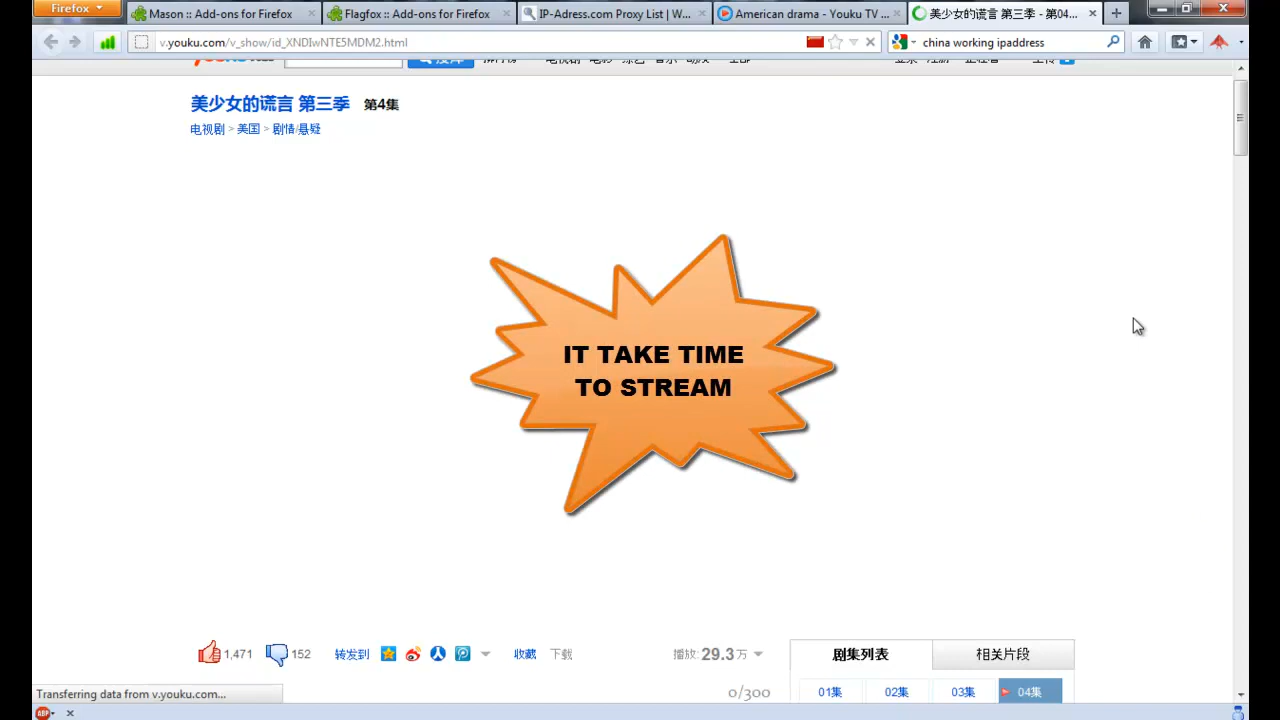 Firefox
Mason :: Add-ons for Firefox
Flagfox :: Add-ons for Firefox
IP-Adress.com Proxy List | W...
American drama - Youku TV ...
美少女的谎言 第三季 - 第04...
v.youku.com/v_show/id_XNDIwNTE5MDM2.html
china working ipaddress
美少女的谎言 第三季 第4集
电视剧 > 美国 > 剧情/悬疑
IT TAKE TIME
TO STREAM
1,471
152
转发到
收藏
下载
播放: 29.3万
剧集列表
相关片段
0/300
01集
02集
03集
04集
Transferring data from v.youku.com...
ABP